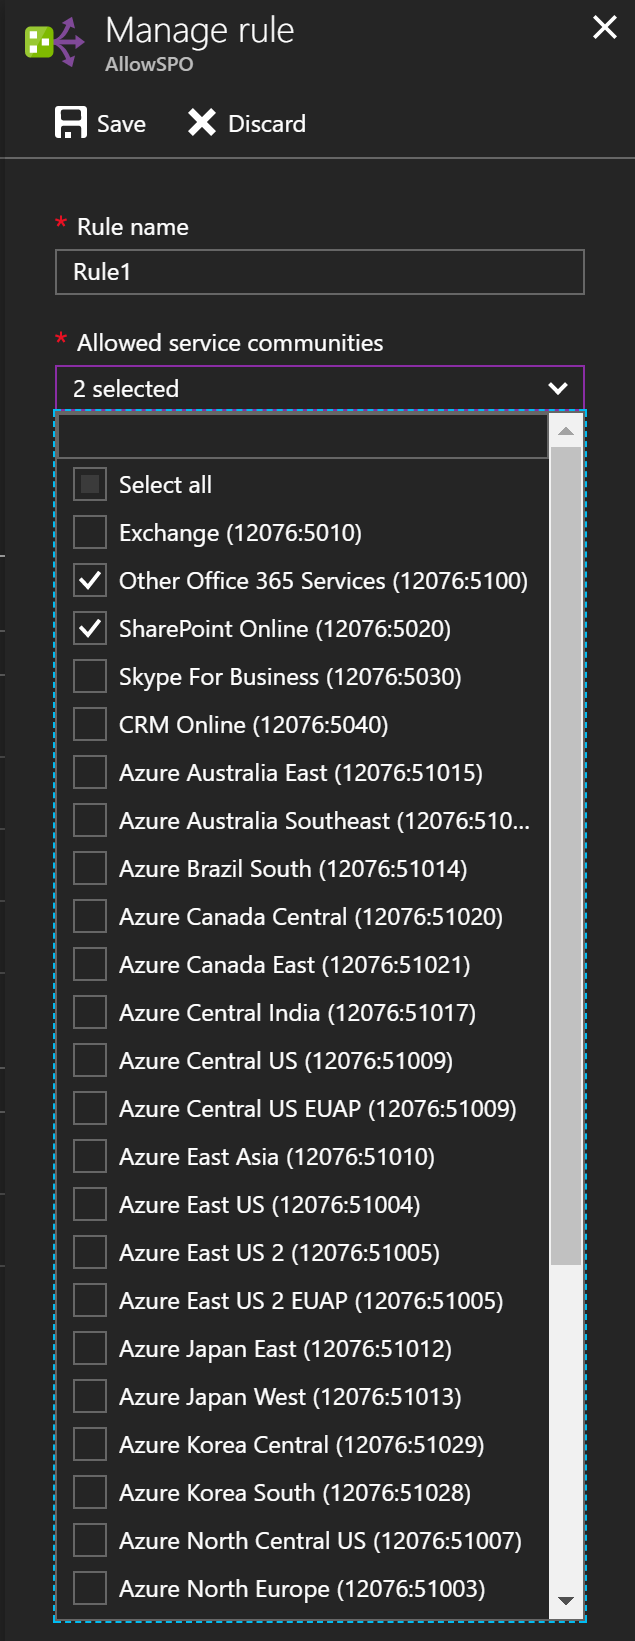 Manage rule
AllowSPO
Save Discard
* Rule name
Rule1
* Allowed service communities
2 selected
Select all
Exchange (12076:5010)
Other Office 365 Services (12076:5100)
SharePoint Online (12076:5020)
Skype For Business (12076:5030)
CRM Online (12076:5040)
Azure Australia East (12076:51015)
Azure Australia Southeast (12076:510...
Azure Brazil South (12076:51014)
Azure Canada Central (12076:51020)
Azure Canada East (12076:51021)
Azure Central India (12076:51017)
Azure Central US (12076:51009)
Azure Central US EUAP (12076:51009)
Azure East Asia (12076:51010)
Azure East US (12076:51004)
Azure East US 2 (12076:51005)
Azure East US 2 EUAP (12076:51005)
Azure Japan East (12076:51012)
Azure Japan West (12076:51013)
Azure Korea Central (12076:51029)
Azure Korea South (12076:51028)
Azure North Central US (12076:51007)
Azure North Europe (12076:51003)